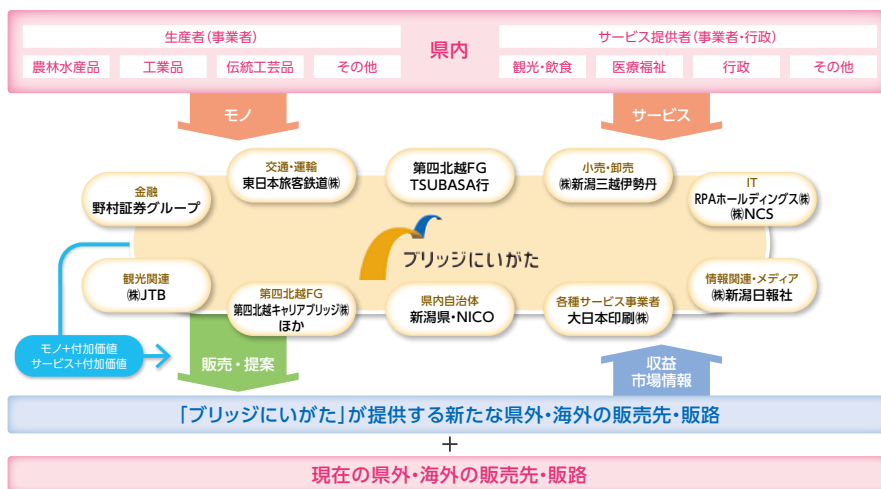 生産者（事業者）
県内
サービス提供者（事業者・行政）
農林水産品
工業品
伝統工芸品
その他
観光・飲食
医療福祉
行政
その他
モノ
サービス
金融
野村証券グループ
交通・運輸
東日本旅客鉄道㈱
第四北越FG
TSUBASA行
小売・卸売
㈱新潟三越伊勢丹
IT
RPAホールディングス㈱
㈱NCS
ブリッジにいがた
観光関連
㈱JTB
第四北越FG
第四北越キャリアブリッジ㈱
ほか
県内自治体
新潟県・NICO
各種サービス事業者
大日本印刷㈱
情報関連・メディア
㈱新潟日報社
モノ+付加価値
サービス+付加価値
販売・提案
収益
市場情報
「ブリッジにいがた」が提供する新たな県外・海外の販売先・販路
+
現在の県外・海外の販売先・販路